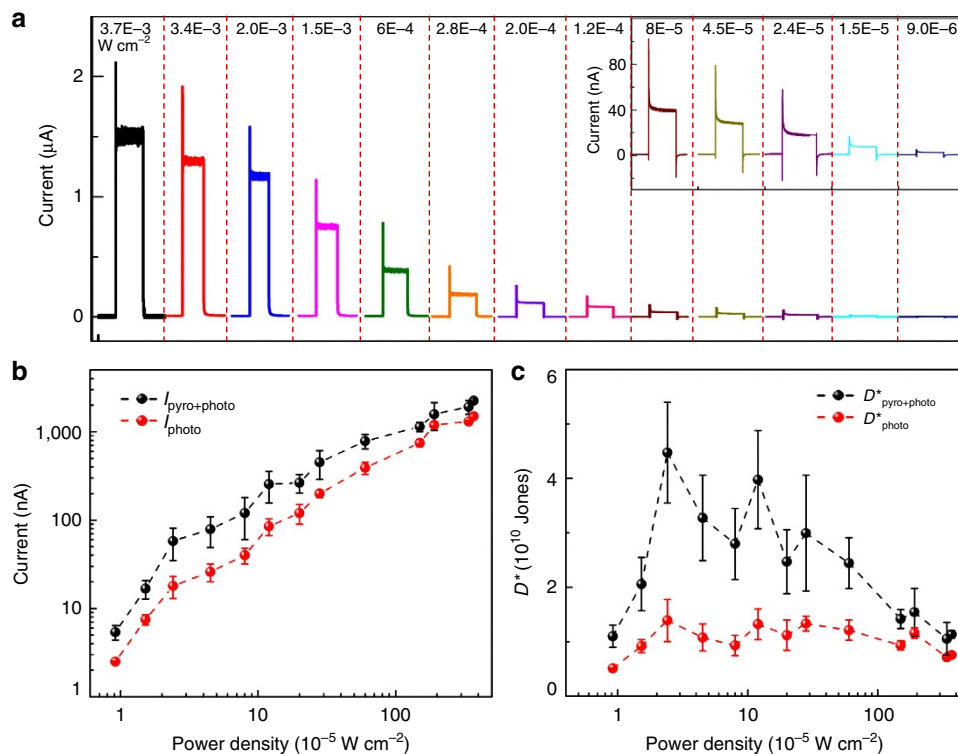 a
3.7E–3 3.4E–3 2.0E–3 1.5E–3 6E–4 2.8E–4 2.0E–4 1.2E–4 8E–5 4.5E–5 2.4E–5 1.5E–5 9.0E–6
W cm⁻²
2
1
0
Current (μA)
80
40
0
Current (nA)
b
I pyro+photo
I photo
1,000
100
10
1
Current (nA)
1 10 100
Power density (10⁻⁵ W cm⁻²)
c
D* pyro+photo
D* photo
6
4
2
0
D* (10¹⁰ Jones)
1 10 100
Power density (10⁻⁵ W cm⁻²)